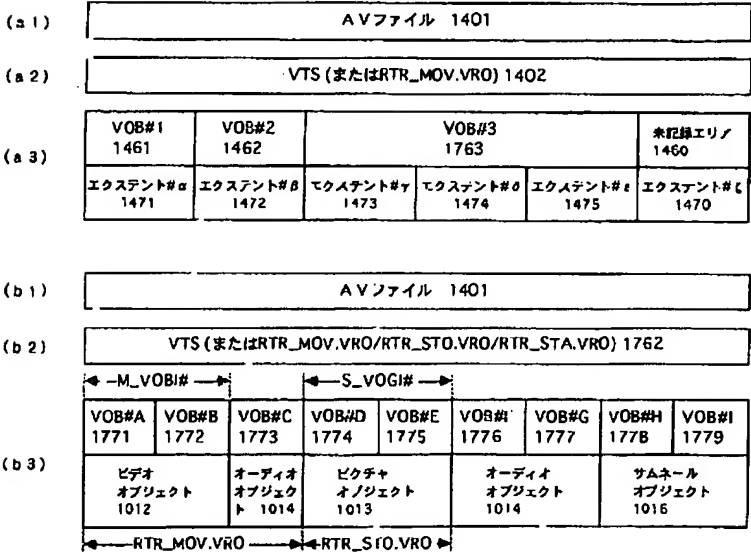 (a1)
AVファイル 1401
(a2)
VTS (またはRTR_MOV.VRO) 1402
(a3)
VOB#1 VOB#2 VOB#3 未記録エリア
1461 1462 1763 1460
エクステント#α エクステント#β エクステント#γ エクステント#δ エクステント#ε エクステント#ζ
1471 1472 1473 1474 1475 1470
(b1)
AVファイル 1401
(b2)
VTS (またはRTR_MOV.VRO/RTR_STO.VRO/RTR_STA.VRO) 1762
M_VOBI# S_VOGI#
VOB#A VOB#B VOB#C VOB#D VOB#E VOB#F VOB#G VOB#H VOB#I
1771 1772 1773 1774 1775 1776 1777 1778 1779
(b3)
ビデオ オーディオ ピクチャ オーディオ サムネール
オブジェクト オブジェク オブジェクト オブジェクト オブジェクト
1012 ト 1014 1013 1014 1016
RTR_MOV.VRO RTR_STO.VRO